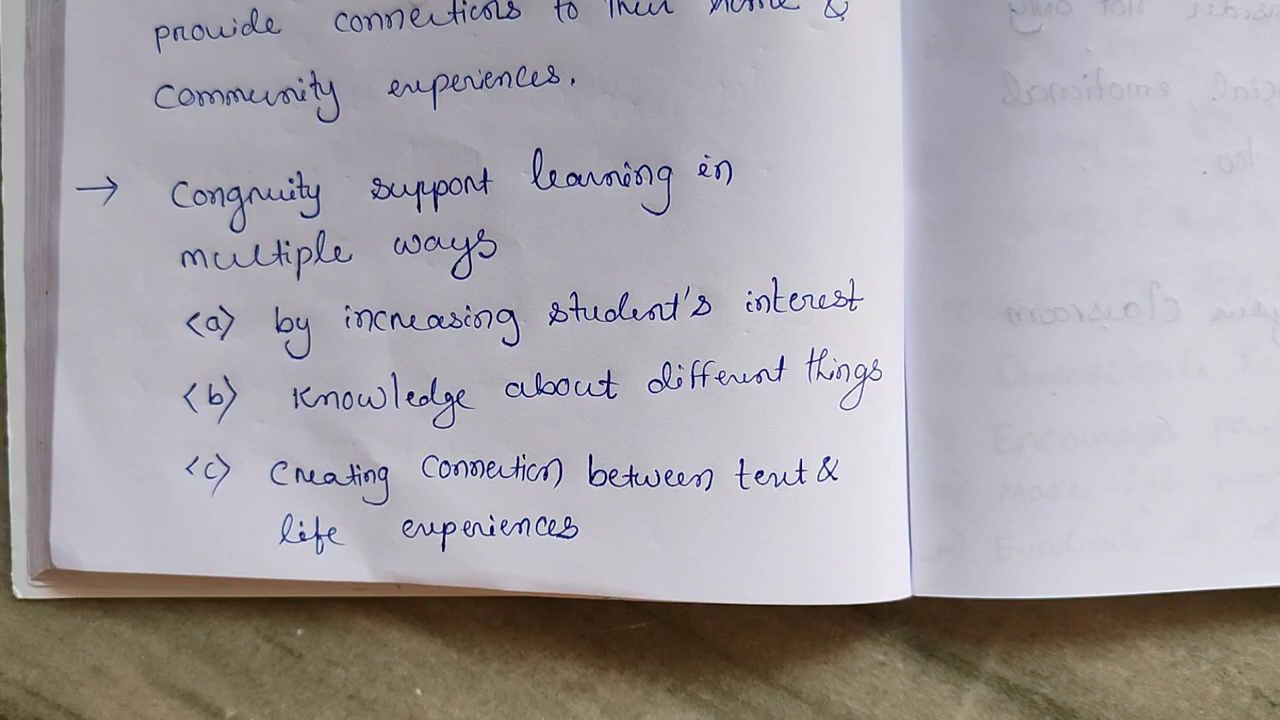 provide connections to their home &
Community experiences.
→ Congruity support learning in
multiple ways
<a> by increasing student's interest
<b> Knowledge about different things
<c> Creating Connection between text &
life experiences